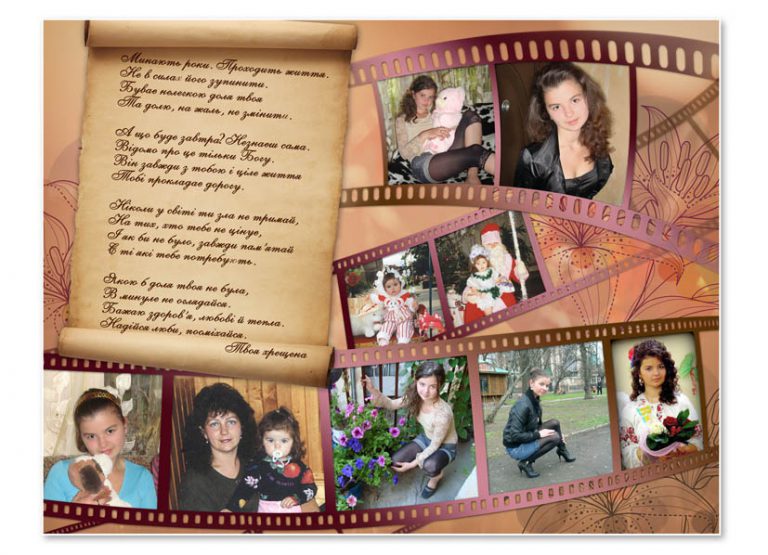 Минають роки. Проходить життя.
Не в силах його зупинити.
Буває нелегкою доля твоя
Та долю, на жаль, не змінити.
А що буде завтра? Незнаєш сама.
Відомо про це тільки Богу.
Він завжди з тобою і ціле життя
Тобі прокладає дорогу.
Ніколи у світі ти зла не тримай,
На тих, хто тебе не цінує,
І як би не було, завжди пам'ятай
Є ті які тебе потребують.
Якою б доля твоя не була,
В минуле не оглядайся.
Бажаю здоров'я, любові й тепла.
Надійся люби, посміхайся.
Твоя хрещена